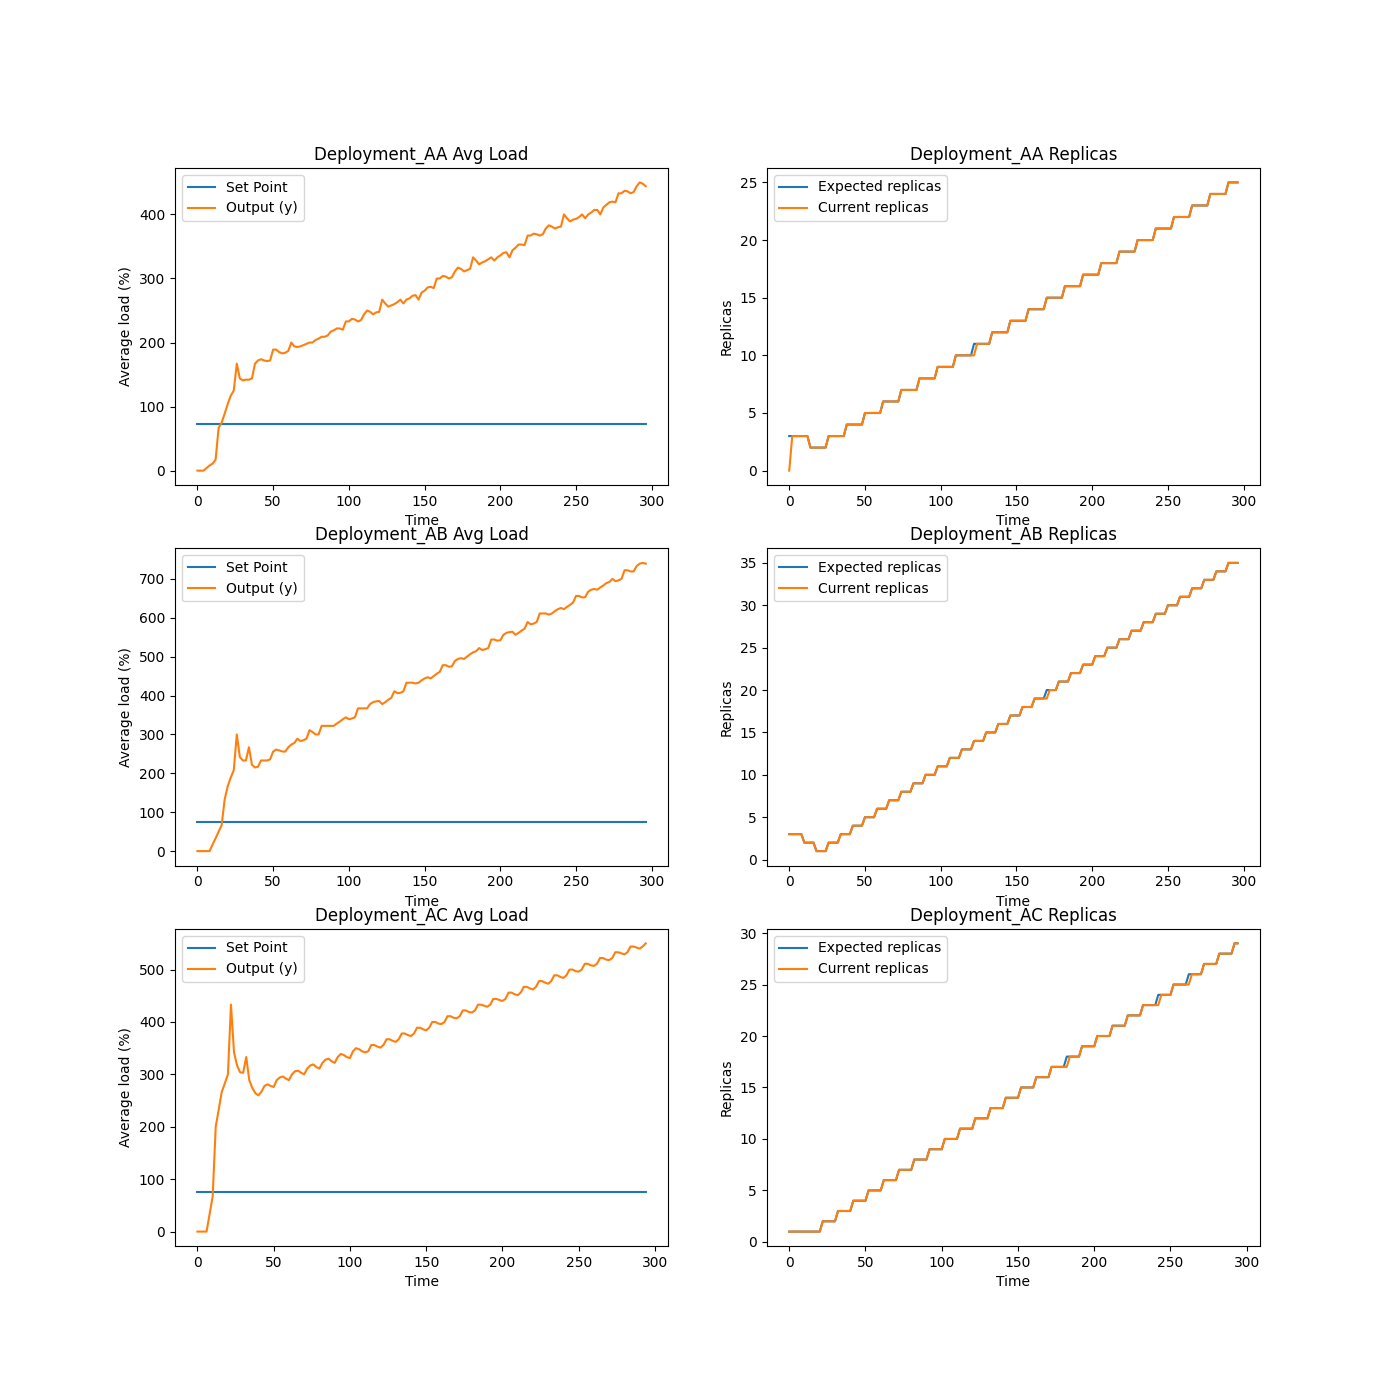 Deployment_AA Avg Load
Set Point
Output (y)
Average load (%)
400
300
200
100
0
0 50 100 150 200 250 300
Time
Deployment_AA Replicas
Expected replicas
Current replicas
Replicas
25
20
15
10
5
0
0 50 100 150 200 250 300
Time
Deployment_AB Avg Load
Set Point
Output (y)
Average load (%)
700
600
500
400
300
200
100
0
0 50 100 150 200 250 300
Time
Deployment_AB Replicas
Expected replicas
Current replicas
Replicas
35
30
25
20
15
10
5
0
0 50 100 150 200 250 300
Time
Deployment_AC Avg Load
Set Point
Output (y)
Average load (%)
500
400
300
200
100
0
0 50 100 150 200 250 300
Time
Deployment_AC Replicas
Expected replicas
Current replicas
Replicas
30
25
20
15
10
5
0
0 50 100 150 200 250 300
Time